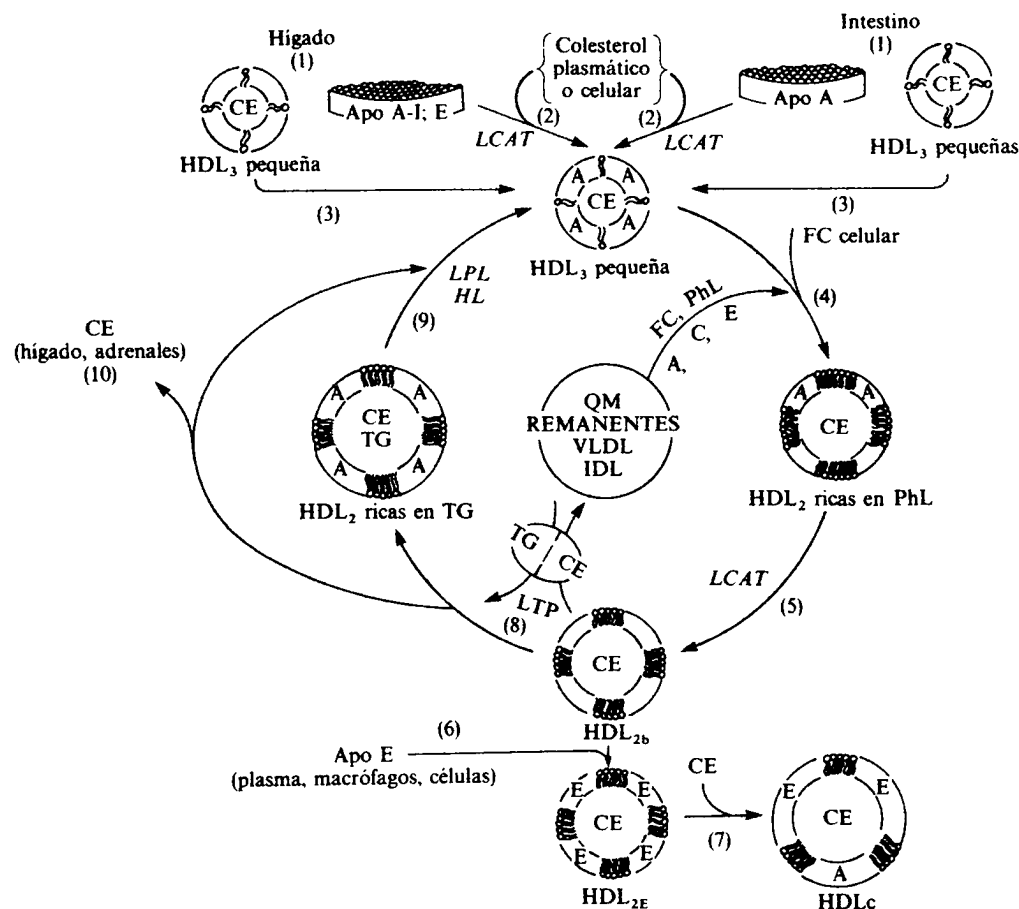 Hígado
(1)
CE
Apo A-I; E
HDL₃ pequeña
(3)
LCAT
(2)
Colesterol
plasmático
o celular
(2)
LCAT
Intestino
(1)
Apo A
CE
HDL₃ pequeñas
(3)
A A
CE
A A
HDL₃ pequeña
FC celular
(4)
LPL
HL
(9)
FC, PhL
A, C, E
CE
(hígado, adrenales)
(10)
A A
CE
TG
A A
HDL₂ ricas en TG
QM
REMANENTES
VLDL
IDL
A A
CE
HDL₂ ricas en PhL
TG CE
LTP
(8)
LCAT
(5)
CE
HDL₂b
(6)
Apo E
(plasma, macrófagos, células)
E E
CE
E E
HDL₂E
CE
(7)
E E
CE
A
HDLc